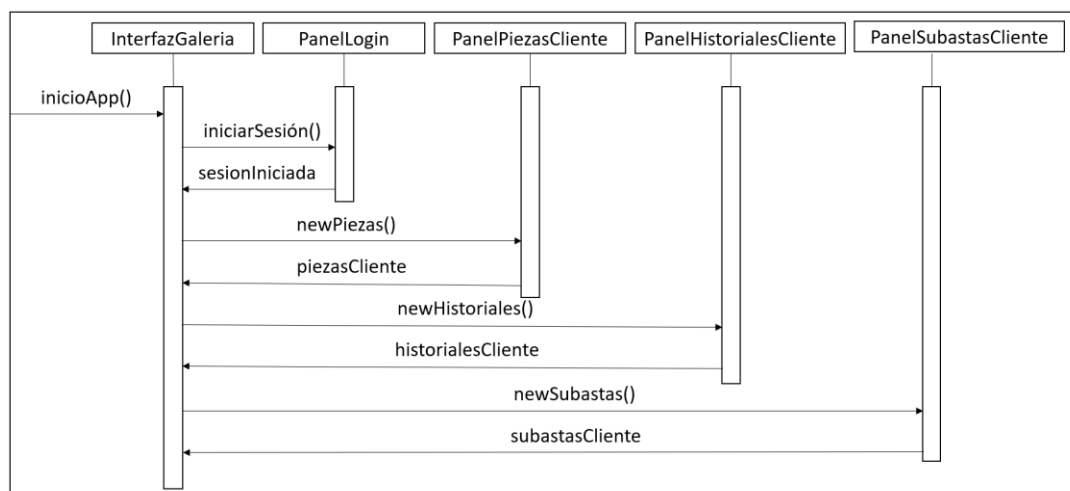 InterfazGaleria
PanelLogin
PanelPiezasCliente
PanelHistorialesCliente
PanelSubastasCliente
inicioApp()
iniciarSesión()
sesionIniciada
newPiezas()
piezasCliente
newHistoriales()
historialesCliente
newSubastas()
subastasCliente